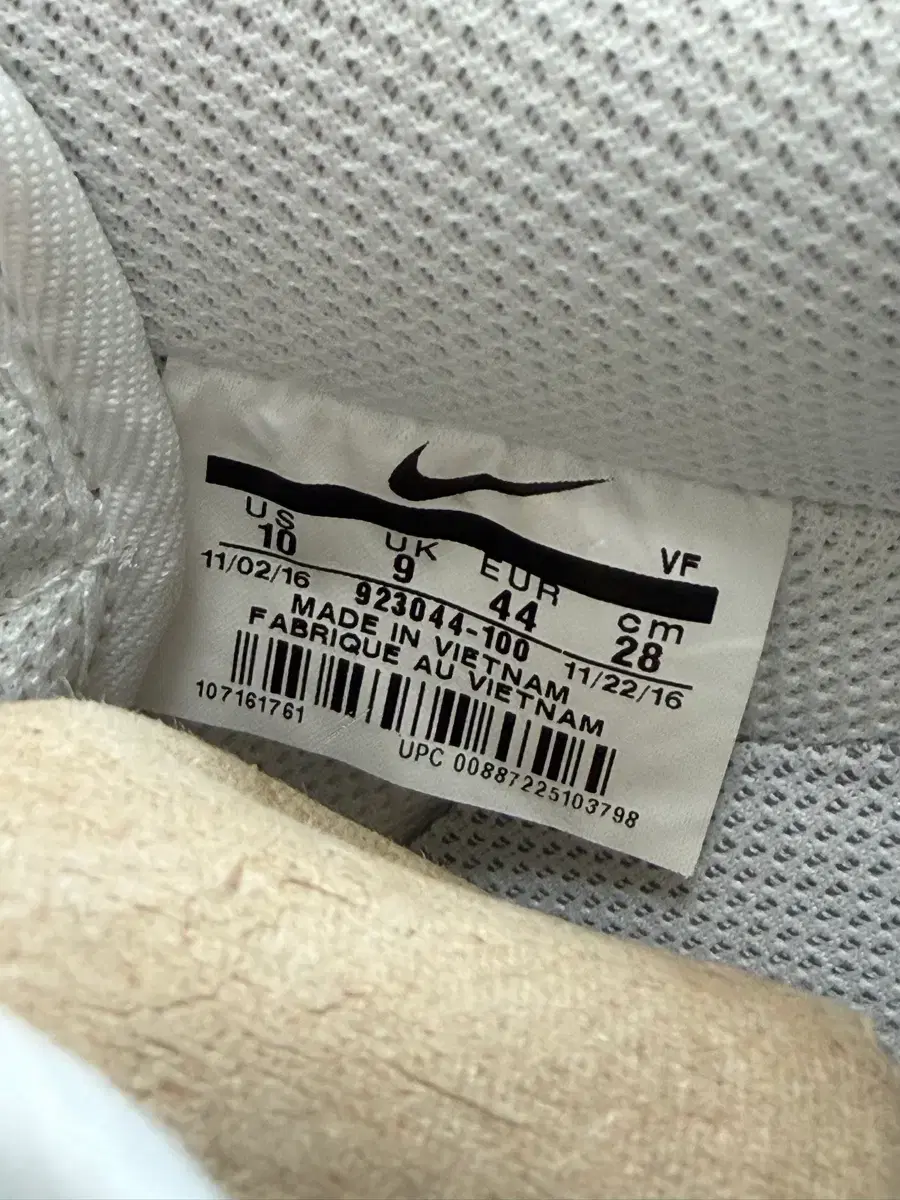 VF
US UK EUR cm
10 9 44 28
11/02/16 923044-100 11/22/16
MADE IN VIETNAM
FABRIQUE AU VIETNAM
107161761
UPC 00887225103798